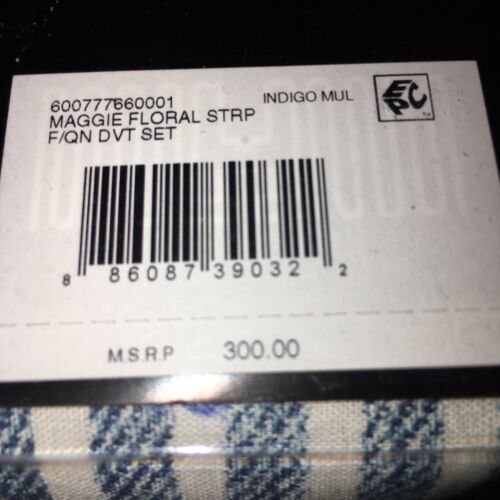 600777660001 INDIGO MUL
MAGGIE FLORAL STRP
F/QN DVT SET
EPC
8 86087 39032 2
M.S.R.P 300.00